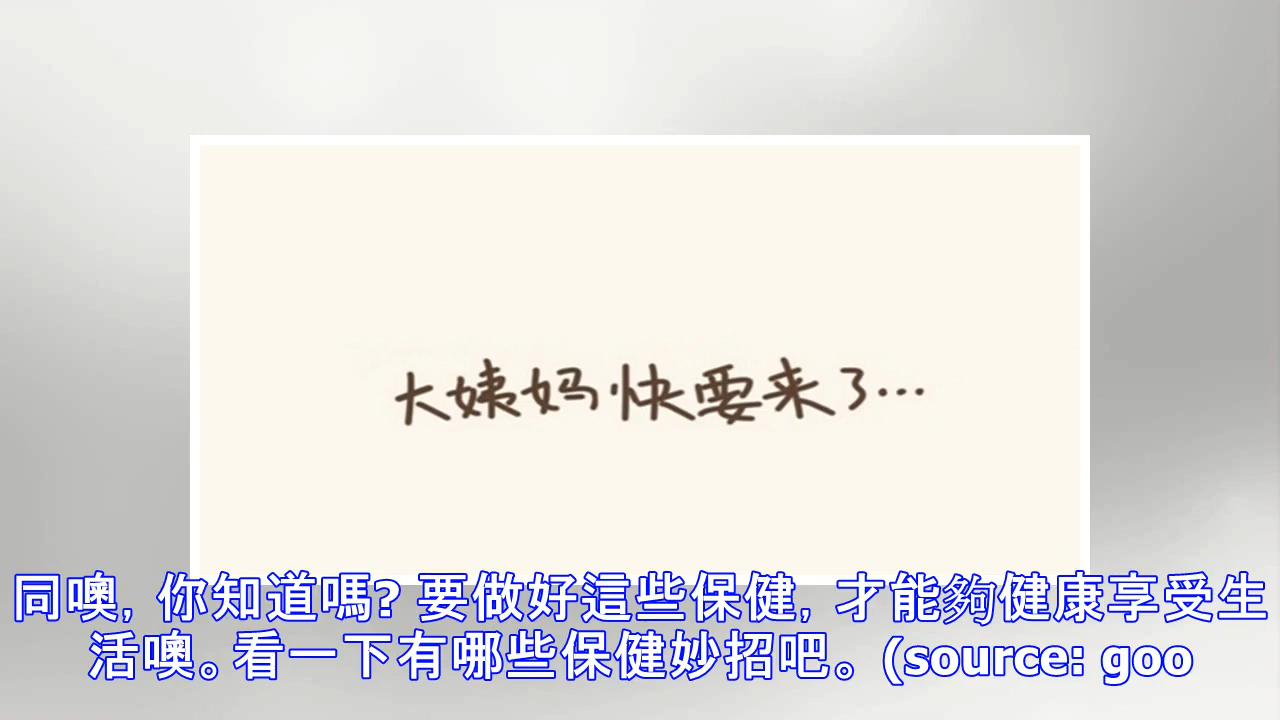 大姨妈快要来了…
同噢, 你知道嗎? 要做好這些保健, 才能夠健康享受生
活噢。看一下有哪些保健妙招吧。(source: goo